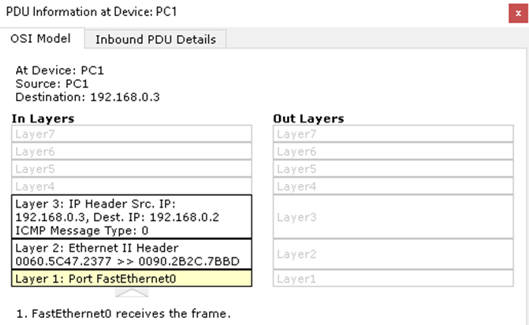 PDU Information at Device: PC1
x
OSI Model
Inbound PDU Details
At Device: PC1
Source: PC1
Destination: 192.168.0.3
In Layers
Layer7
Layer6
Layer5
Layer4
Layer 3: IP Header Src. IP:
192.168.0.3, Dest. IP: 192.168.0.2
ICMP Message Type: 0
Layer 2: Ethernet II Header
0060.5C47.2377 >> 0090.2B2C.7BBD
Layer 1: Port FastEthernet0
Out Layers
Layer7
Layer6
Layer5
Layer4
Layer3
Layer2
Layer1
1. FastEthernet0 receives the frame.